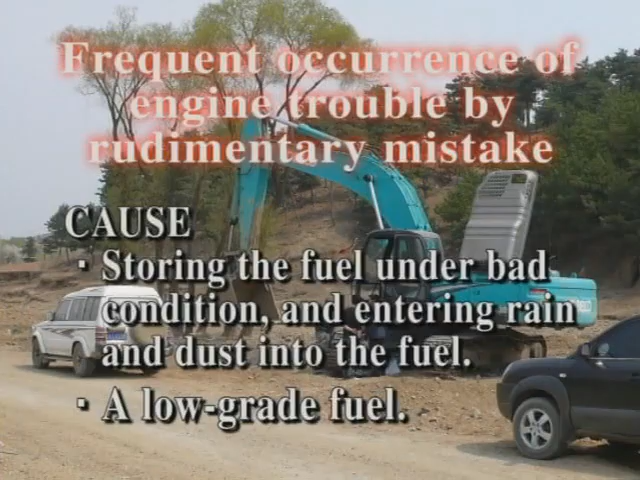 Frequent occurrence of
engine trouble by
rudimentary mistake
CAUSE
· Storing the fuel under bad
condition, and entering rain
and dust into the fuel.
· A low-grade fuel.